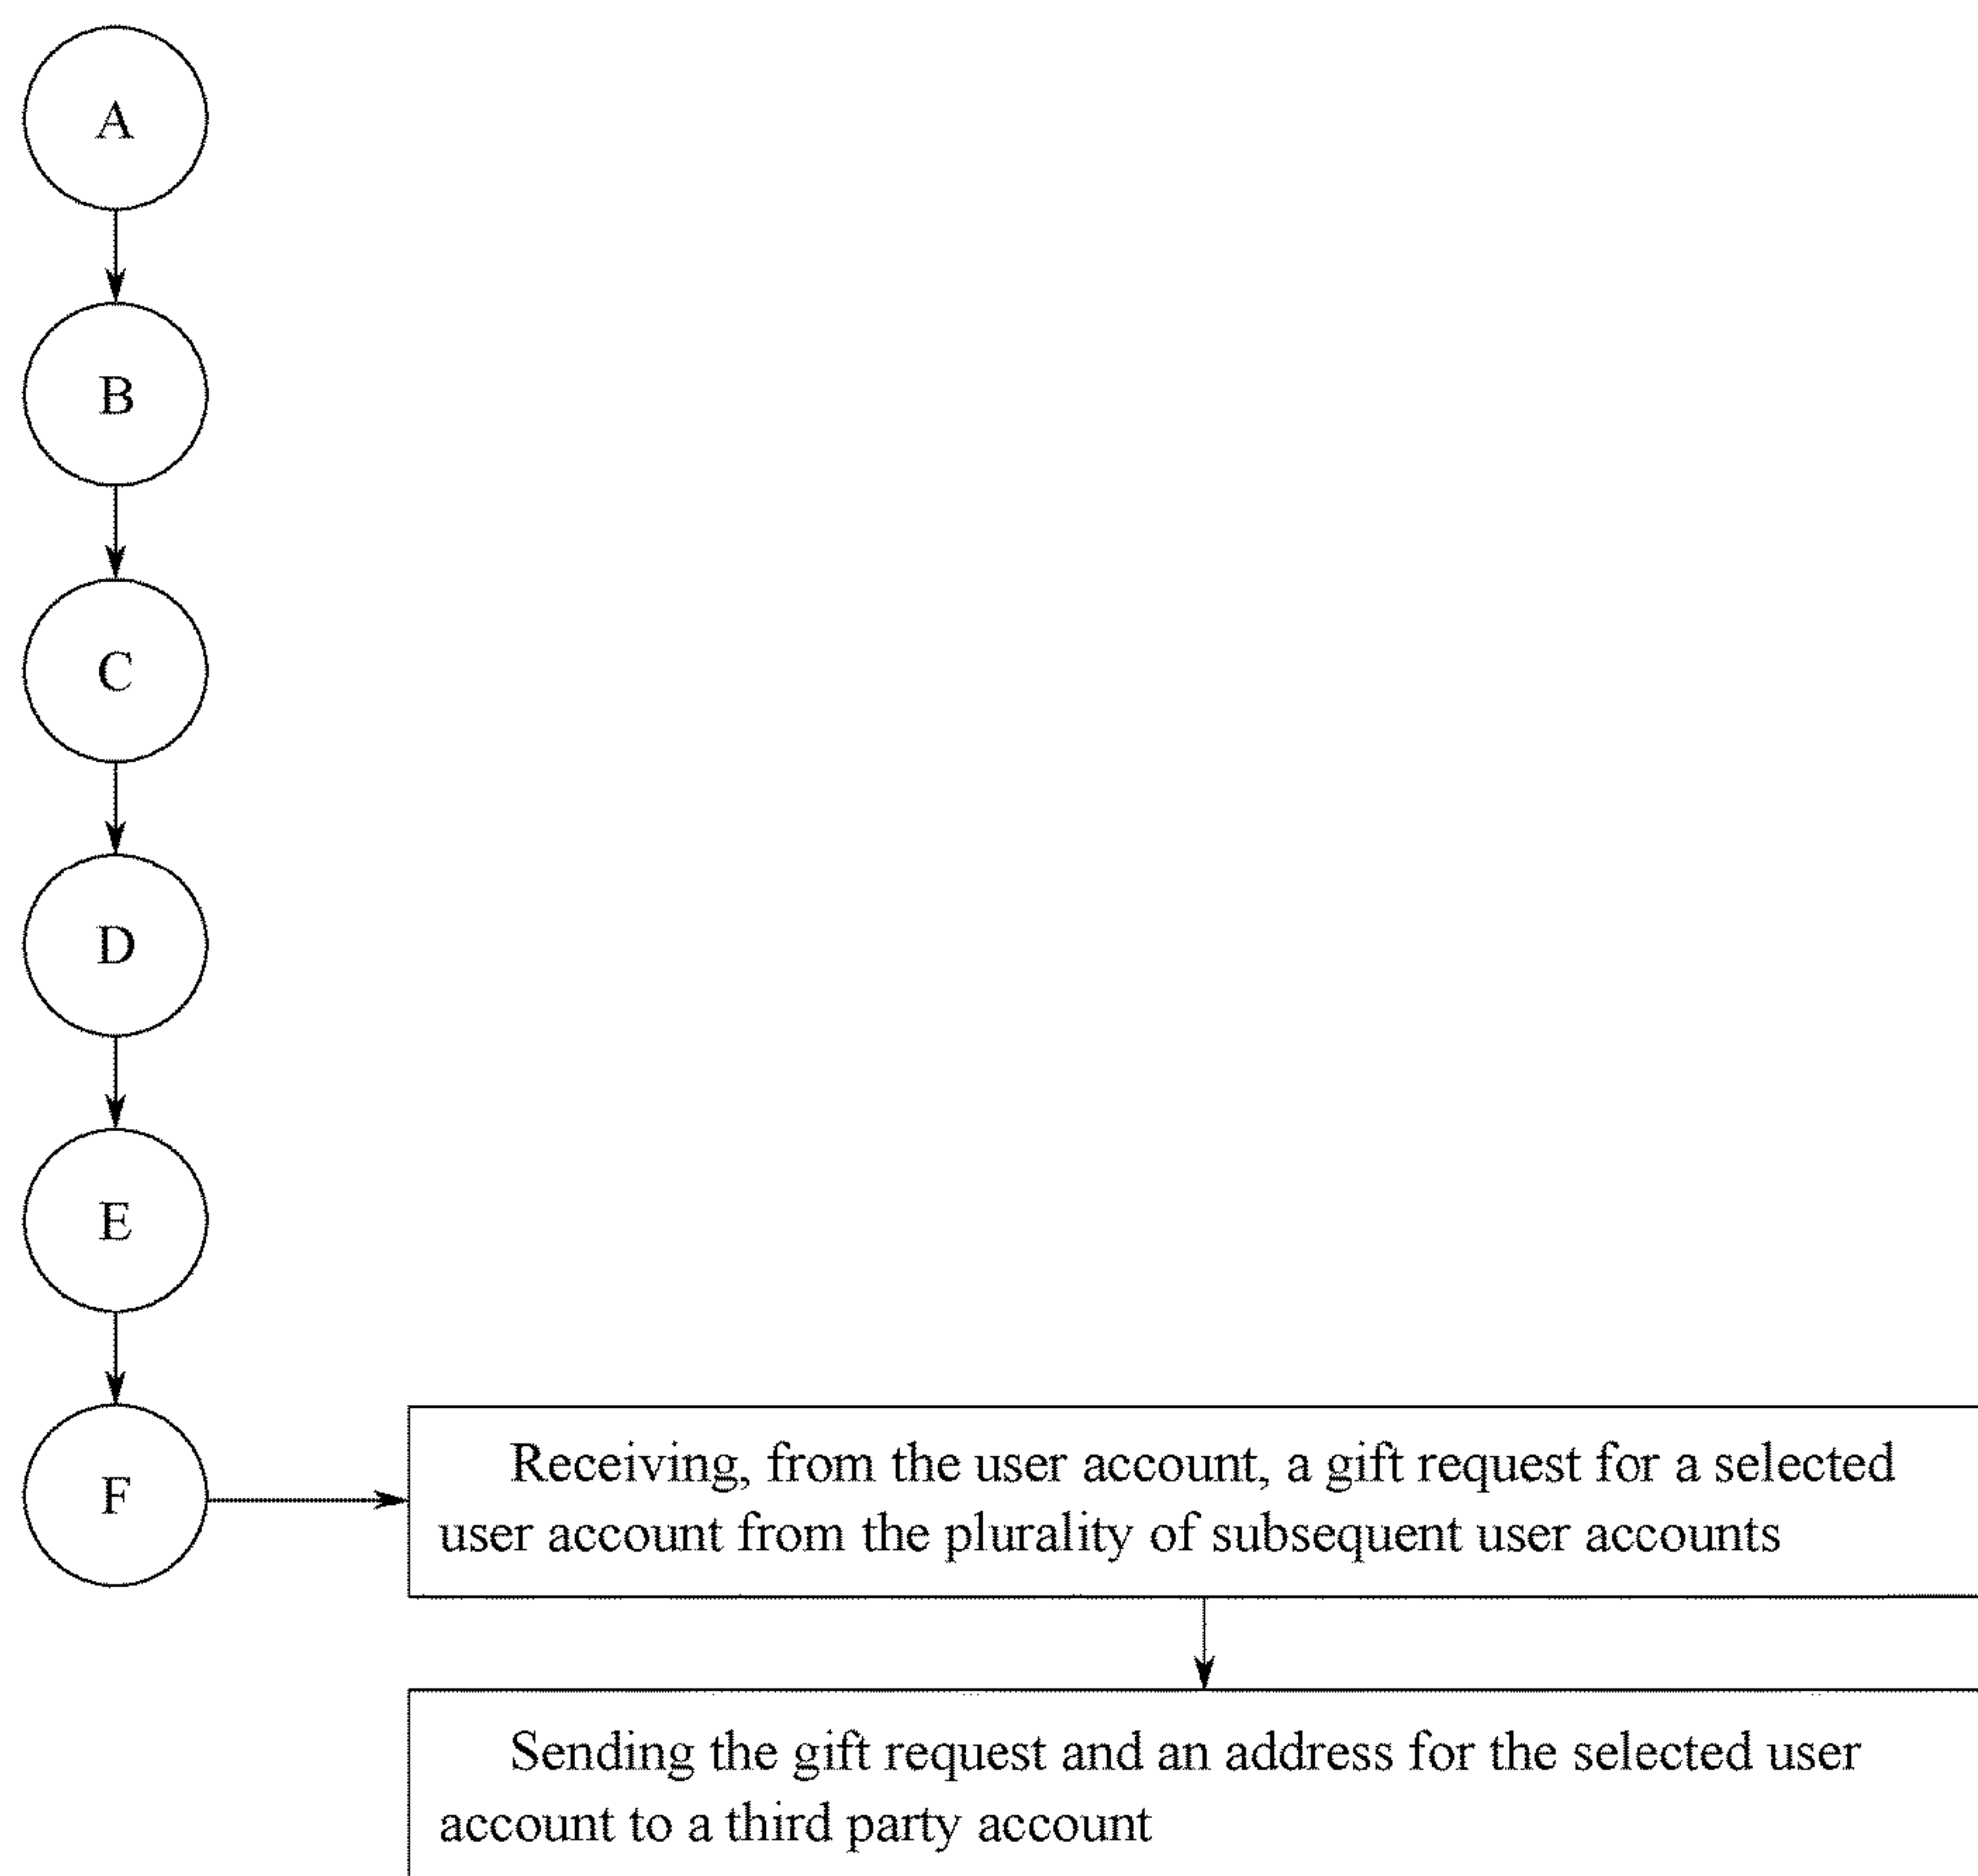 A
B
C
D
E
F
Receiving, from the user account, a gift request for a selected
user account from the plurality of subsequent user accounts
Sending the gift request and an address for the selected user
account to a third party account